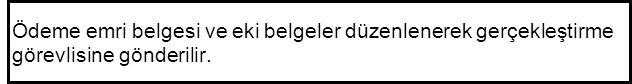 Ödeme emri belgesi ve eki belgeler düzenlenerek gerçekleştirme
görevlisine gönderilir.